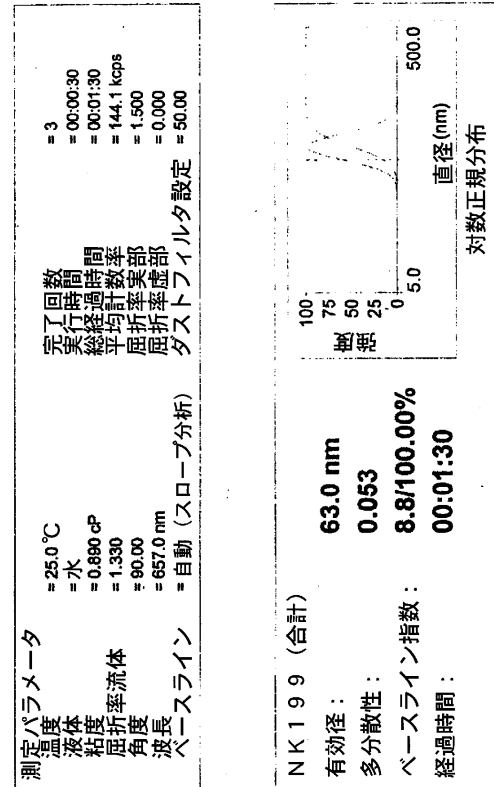 測定パラメータ
温度 = 25.0℃
液体 = 水
粘度 = 0.890 cP
屈折率流体 = 1.330
角度 = 90.00
波長 = 657.0 nm
ベースライン = 自動(スロープ分析)
完了回数 = 3
実行時間 = 00:00:30
総経過時間 = 00:01:30
平均計数率 = 144.1 kcps
屈折率実部 = 1.500
屈折率虚部 = 0.000
ダストフィルタ設定 = 50.00
NK199(合計)
有効径: 63.0 nm
多分散性: 0.053
ベースライン指数: 8.8/100.00%
経過時間: 00:01:30
100
75
50
25
0
5.0 500.0
直径(nm)
対数正規分布